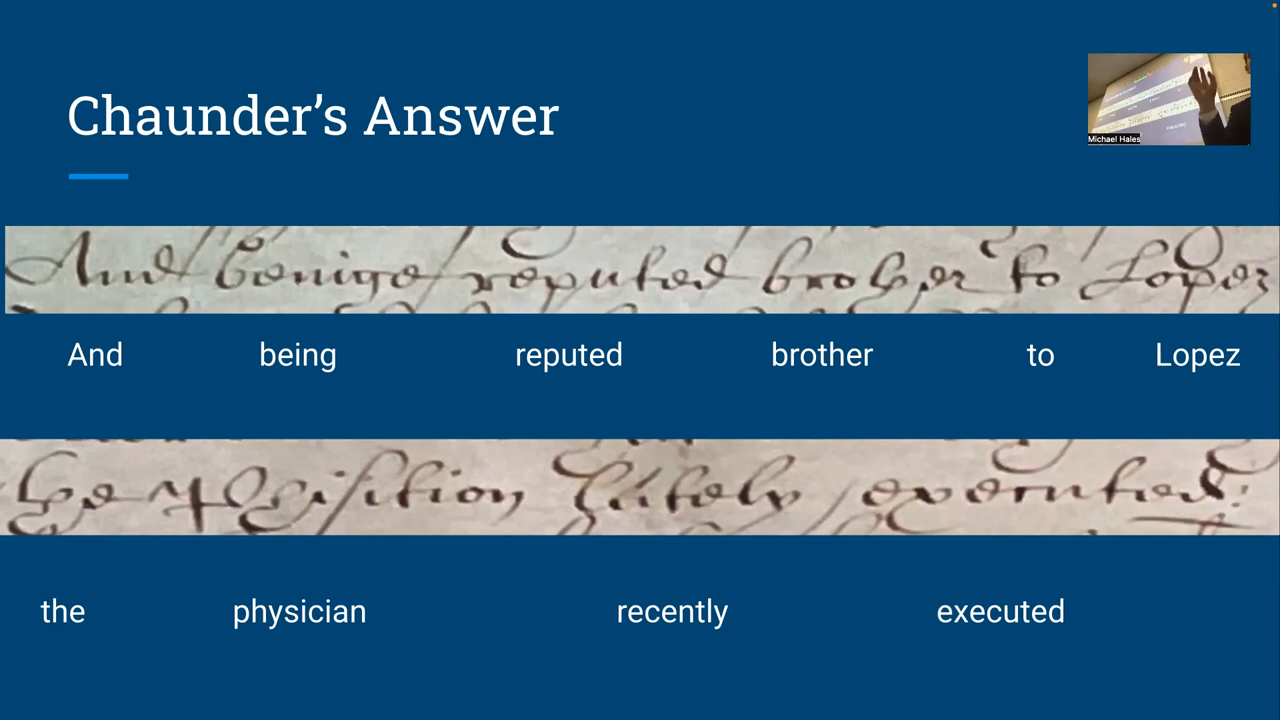 Chaunder's Answer
Michael Hales
And beinge reputed brother to Lopez
And being reputed brother to Lopez
the Phisition lately executed:
the physician recently executed